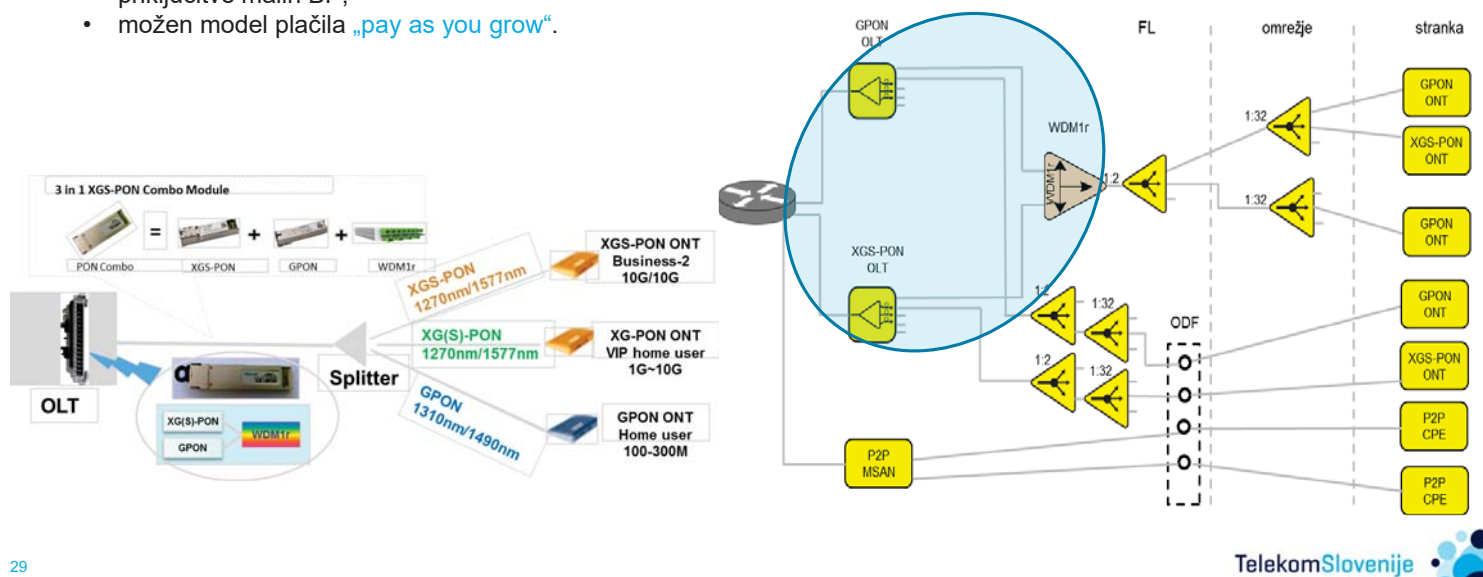 • možen model plačila „pay as you grow“.
3 in 1 XGS-PON Combo Module
=
+
+
PON Combo
XGS-PON
GPON
WDM1r
OLT
XG(S)-PON
GPON
WDM1r
Splitter
XGS-PON
1270nm/1577nm
XG(S)-PON
1270nm/1577nm
GPON
1310nm/1490nm
XGS-PON ONT
Business-2
10G/10G
XG-PON ONT
VIP home user
1G~10G
GPON ONT
Home user
100-300M
GPON
OLT
FL
omrežje
stranka
WDM1r
WDM1r
1:2
1:32
1:32
GPON
ONT
XGS-PON
ONT
GPON
ONT
XGS-PON
OLT
1:2
1:32
1:2
1:32
ODF
GPON
ONT
XGS-PON
ONT
P2P
MSAN
P2P
CPE
P2P
CPE
29
TelekomSlovenije